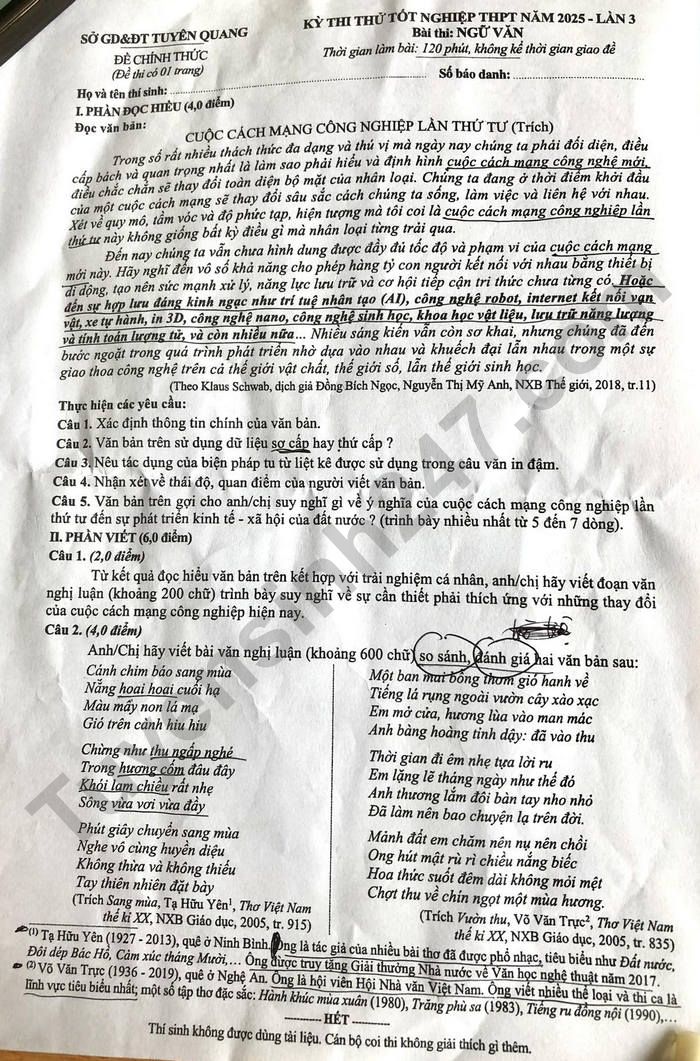 SỞ GD&ĐT TUYÊN QUANG
ĐỀ CHÍNH THỨC
(Đề thi có 01 trang)
KỲ THI THỬ TỐT NGHIỆP THPT NĂM 2025 - LẦN 3
Bài thi: NGỮ VĂN
Thời gian làm bài: 120 phút, không kể thời gian giao đề
Họ và tên thí sinh:
Số báo danh:
I. PHẦN ĐỌC HIỂU (4,0 điểm)
Đọc văn bản:
CUỘC CÁCH MẠNG CÔNG NGHIỆP LẦN THỨ TƯ (Trích)
Trong số rất nhiều thách thức đa dạng và thú vị mà ngày nay chúng ta phải đối diện, điều
cấp bách và quan trọng nhất là làm sao phải hiểu và định hình cuộc cách mạng công nghệ mới,
điều chắc chắn sẽ thay đổi toàn diện bộ mặt của nhân loại. Chúng ta đang ở thời điểm khởi đầu
của một cuộc cách mạng sẽ thay đổi sâu sắc cách chúng ta sống, làm việc và liên hệ với nhau.
Xét về quy mô, tầm vóc và độ phức tạp, hiện tượng mà tôi coi là cuộc cách mạng công nghiệp lần
thứ tư này không giống bất kỳ điều gì mà nhân loại từng trải qua.
Đến nay chúng ta vẫn chưa hình dung được đầy đủ tốc độ và phạm vi của cuộc cách mạng
mới này. Hãy nghĩ đến vô số khả năng cho phép hàng tỷ con người kết nối với nhau bằng thiết bị
di động, tạo nên sức mạnh xử lý, năng lực lưu trữ và cơ hội tiếp cận tri thức chưa từng có. Hoặc
đến sự hợp lưu đáng kinh ngạc như trí tuệ nhân tạo (AI), công nghệ robot, internet kết nối vạn
vật, xe tự hành, in 3D, công nghệ nano, công nghệ sinh học, khoa học vật liệu, lưu trữ năng lượng
và tính toán lượng tử, và còn nhiều nữa... Nhiều sáng kiến vẫn còn sơ khai, nhưng chúng đã đến
bước ngoặt trong quá trình phát triển nhờ dựa vào nhau và khuếch đại lẫn nhau trong một sự
giao thoa công nghệ trên cả thế giới vật chất, thế giới số, lẫn thế giới sinh học.
(Theo Klaus Schwab, dịch giả Đồng Bích Ngọc, Nguyễn Thị Mỹ Anh, NXB Thế giới, 2018, tr.11)
Thực hiện các yêu cầu:
Câu 1. Xác định thông tin chính của văn bản.
Câu 2. Văn bản trên sử dụng dữ liệu sơ cấp hay thứ cấp ?
Câu 3. Nêu tác dụng của biện pháp tu từ liệt kê được sử dụng trong câu văn in đậm.
Câu 4. Nhận xét về thái độ, quan điểm của người viết văn bản.
Câu 5. Văn bản trên gợi cho anh/chị suy nghĩ gì về ý nghĩa của cuộc cách mạng công nghiệp lần
thứ tư đến sự phát triển kinh tế - xã hội của đất nước ? (trình bày nhiều nhất từ 5 đến 7 dòng).
II. PHẦN VIẾT (6,0 điểm)
Câu 1. (2,0 điểm)
Từ kết quả đọc hiểu văn bản trên kết hợp với trải nghiệm cá nhân, anh/chị hãy viết đoạn văn
nghị luận (khoảng 200 chữ) trình bày suy nghĩ về sự cần thiết phải thích ứng với những thay đổi
của cuộc cách mạng công nghiệp hiện nay.
Câu 2. (4,0 điểm)
Anh/Chị hãy viết bài văn nghị luận (khoảng 600 chữ) so sánh, đánh giá hai văn bản sau:
Cánh chim báo sang mùa
Nắng hoai hoai cuối hạ
Màu mấy non lá mạ
Gió trên cành hiu hiu
Chừng như thu ngấp nghé
Trong hương cốm đâu đây
Khói lam chiều rất nhẹ
Sông vừa vơi vừa đầy
Phút giây chuyển sang mùa
Nghe vô cùng huyền diệu
Không thừa và không thiếu
Tay thiên nhiên đặt bày
(Trích Sang mùa, Tạ Hữu Yên¹, Thơ Việt Nam
thế kỉ XX, NXB Giáo dục, 2005, tr. 915)
Một ban mai bỗng thơm gió hanh về
Tiếng lá rụng ngoài vườn cây xào xạc
Em mở cửa, hương lùa vào man mác
Anh bàng hoàng tỉnh dậy: đã vào thu
Thời gian đi êm nhẹ tựa lời ru
Em lặng lẽ tháng ngày như thế đó
Anh thương lắm đôi bàn tay nho nhỏ
Đã làm nên bao chuyện lạ trên đời.
Mảnh đất em chăm nên nụ nên chồi
Ong hút mật rù rì chiều nắng biếc
Hoa thức suốt đêm dài không mỏi mệt
Chợt thu về chín ngọt một mùa hương.
(Trích Vườn thu, Võ Văn Trực², Thơ Việt Nam
thế kỉ XX, NXB Giáo dục, 2005, tr. 835)
(1) Tạ Hữu Yên (1927 - 2013), quê ở Ninh Bình. Ông là tác giả của nhiều bài thơ đã được phổ nhạc, tiêu biểu như Đất nước,
Đôi dép Bác Hồ, Cảm xúc tháng Mười,... Ông được truy tặng Giải thưởng Nhà nước về Văn học nghệ thuật năm 2017.
(2) Võ Văn Trực (1936 - 2019), quê ở Nghệ An. Ông là hội viên Hội Nhà văn Việt Nam. Ông viết nhiều thể loại và thi ca là
lĩnh vực tiêu biểu nhất; một số tập thơ đặc sắc: Hành khúc mùa xuân (1980), Trăng phù sa (1983), Tiếng ru đồng nội (1990),...
---------- HẾT ----------
Thí sinh không được dùng tài liệu. Cán bộ coi thi không giải thích gì thêm.
Tuyensinh247.com